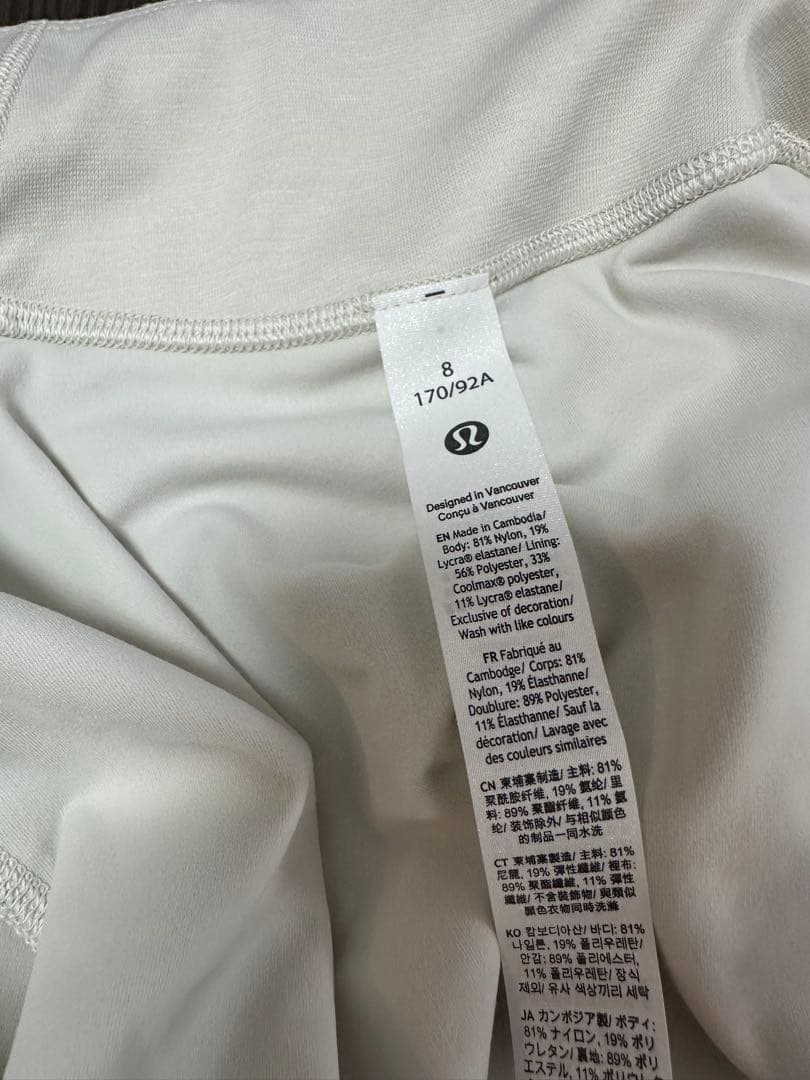 8
170/92A
Designed in Vancouver
Conçu à Vancouver
EN Made in Cambodia/
Body: 81% Nylon, 19%
Lycra® elastane/ Lining:
56% Polyester, 33%
Coolmax® polyester,
11% Lycra® elastane/
Exclusive of decoration/
Wash with like colours
FR Fabriqué au
Cambodge/ Corps: 81%
Nylon, 19% Élasthanne/
Doublure: 89% Polyester,
11% Élasthanne/ Sauf la
décoration/ Lavage avec
des couleurs similaires
CN 柬埔寨制造/ 主料: 81%
聚酰胺纤维, 19% 氨纶/ 里
料: 89% 聚酯纤维, 11% 氨
纶/ 装饰除外/ 与相似颜色
的制品一同水洗
CT 柬埔寨製造/ 主料: 81%
尼龍, 19% 彈性纖維/ 裡布:
89% 聚酯纖維, 11% 彈性
纖維/ 不含裝飾物/ 與類似
顏色衣物同時洗滌
KO 캄보디아산/ 바디: 81%
나일론, 19% 폴리우레탄/
안감: 89% 폴리에스터,
11% 폴리우레탄/ 장식
제외/ 유사 색상끼리 세탁
JA カンボジア製/ ボディ:
81% ナイロン, 19% ポリ
ウレタン/ 裏地: 89% ポリ
エステル, 11% ポリウレ